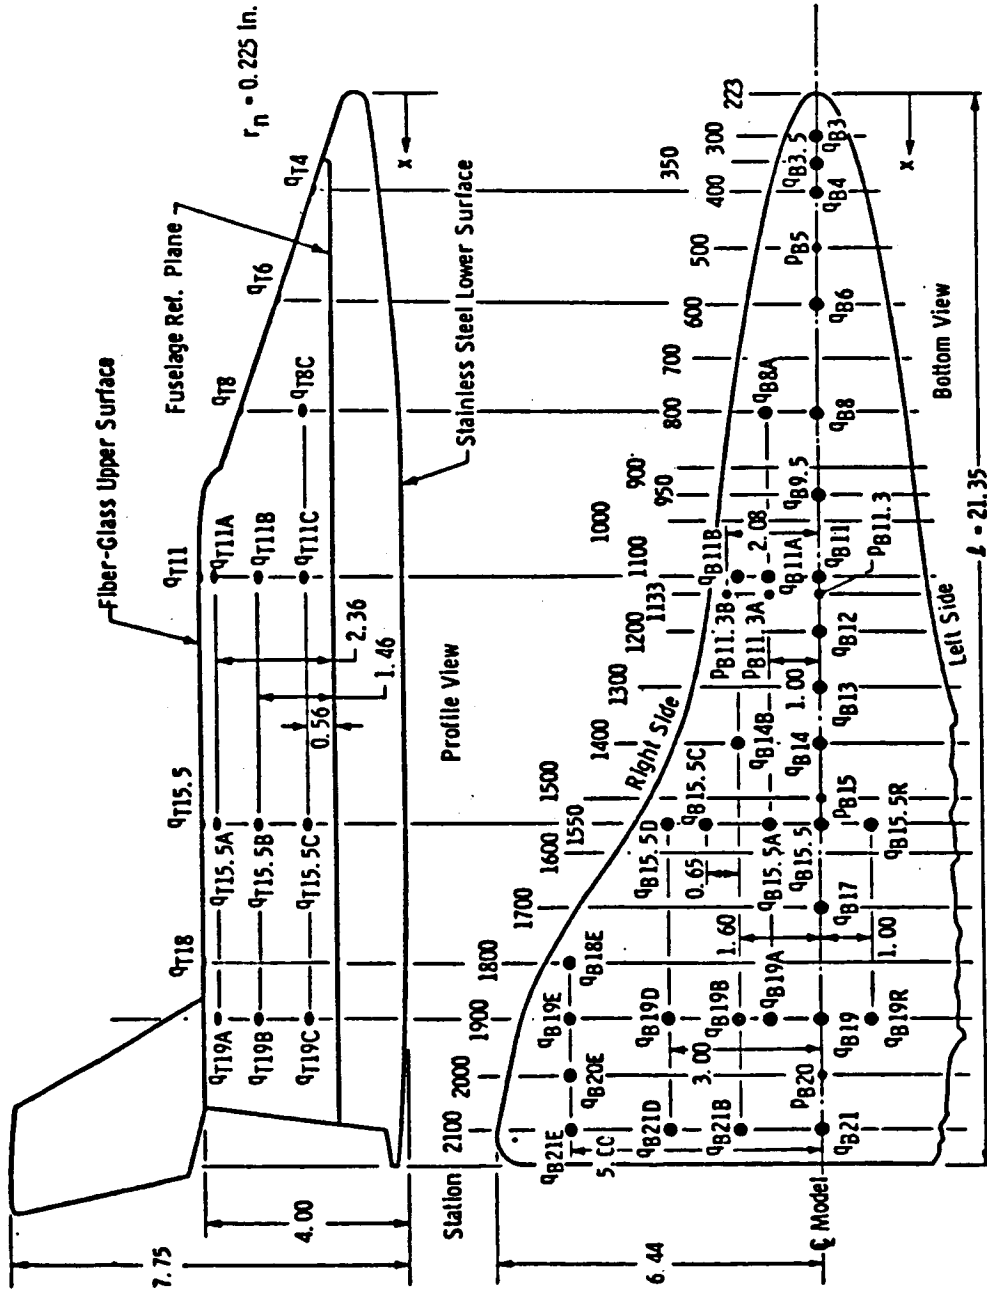 r_n = 0.225 in.
Fiber-Glass Upper Surface
Fuselage Ref. Plane
Stainless Steel Lower Surface
x
q_T4
q_T6
q_T8
q_T8C
q_T11
q_T11A
q_T11B
q_T11C
q_T15.5
q_T15.5A
q_T15.5B
q_T15.5C
q_T18
q_T19A
q_T19B
q_T19C
2.36
1.46
0.56
7.75
4.00
Profile View
Station 2100
2000
1900
1800
1700
1600
1550
1500
1400
1300
1200
1133
1100
1000
950
900
800
700
600
500
400
350
300
223
Right Side
Left Side
Bottom View
x
q_B21E
q_B20E
q_B19E
q_B18E
q_B21D
q_B19D
q_B15.5D
q_B15.5C
q_B21B
q_B19B
q_B14B
q_B11B
p_B11.3B
p_B11.3A
q_B19A
q_B15.5A
q_B11A
q_B8A
q_B21
p_B20
q_B19
q_B17
q_B15.5
p_B15
q_B14
q_B13
q_B12
p_B11.3
q_B11
q_B9.5
q_B8
q_B6
p_B5
q_B4
q_B3.5
q_B3
q_B19R
q_B15.5R
5.00
3.00
1.60
0.65
1.00
1.00
2.08
6.44
℄ Model
ℓ = 21.35